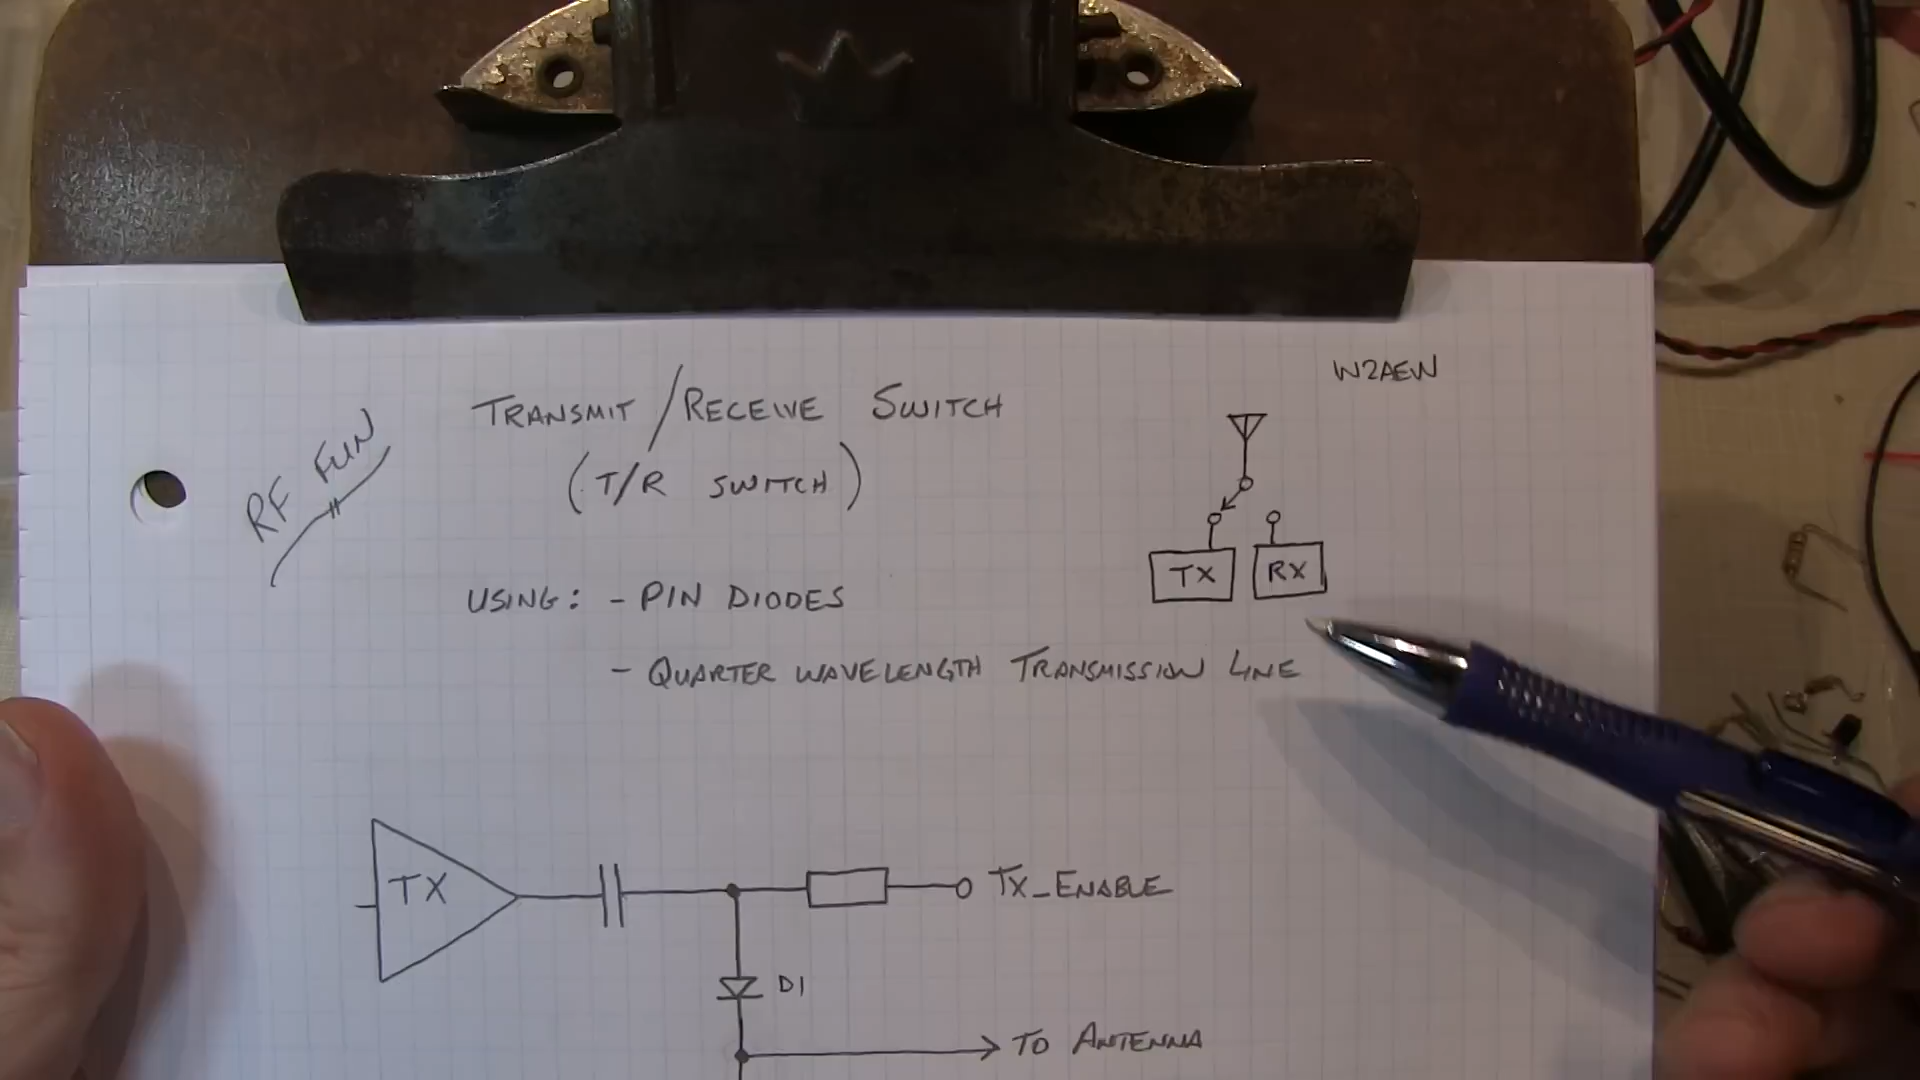 W2AEW
TRANSMIT/RECEIVE SWITCH
(T/R SWITCH)
RF FUN
TX RX
USING: - PIN DIODES
- QUARTER WAVELENGTH TRANSMISSION LINE
TX
TX_ENABLE
D1
TO ANTENNA